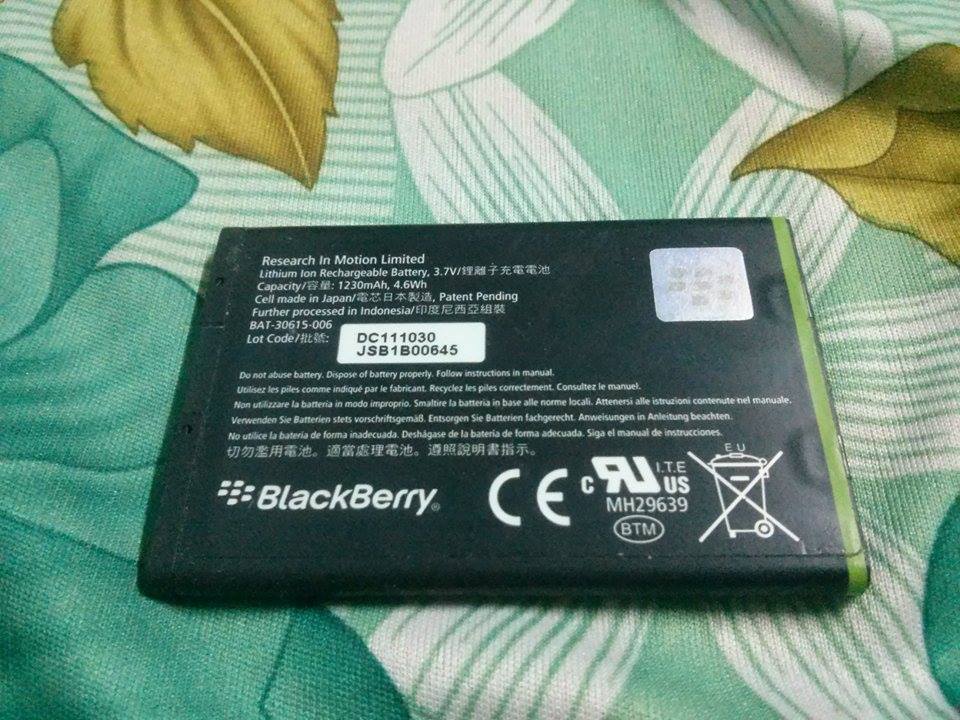 Research In Motion Limited
Lithium Ion Rechargeable Battery, 3.7V/鋰離子充電電池
Capacity/容量: 1230mAh, 4.6Wh
Cell made in Japan/電芯日本製造, Patent Pending
Further processed in Indonesia/印度尼西亞組裝
BAT-30615-006
Lot Code/批號:
DC111030
JSB1B00645
Do not abuse battery. Dispose of battery properly. Follow instructions in manual.
Utilisez les piles comme indiqué par le fabricant. Recyclez les piles correctement. Consultez le manuel.
Non utilizzare la batteria in modo improprio. Smaltire la batteria in base alle norme locali. Attenersi alle istruzioni contenute nel manuale.
Verwenden Sie Batterien stets vorschriftsgemäß. Entsorgen Sie Batterien fachgerecht. Anweisungen in Anleitung beachten.
No utilice la batería de forma inadecuada. Deshágase de la batería de forma adecuada. Siga el manual de instrucciones.
切勿濫用電池。適當處理電池。遵照說明書指示。
BlackBerry®
CE
c RU US
I.T.E
MH29639
BTM
EU